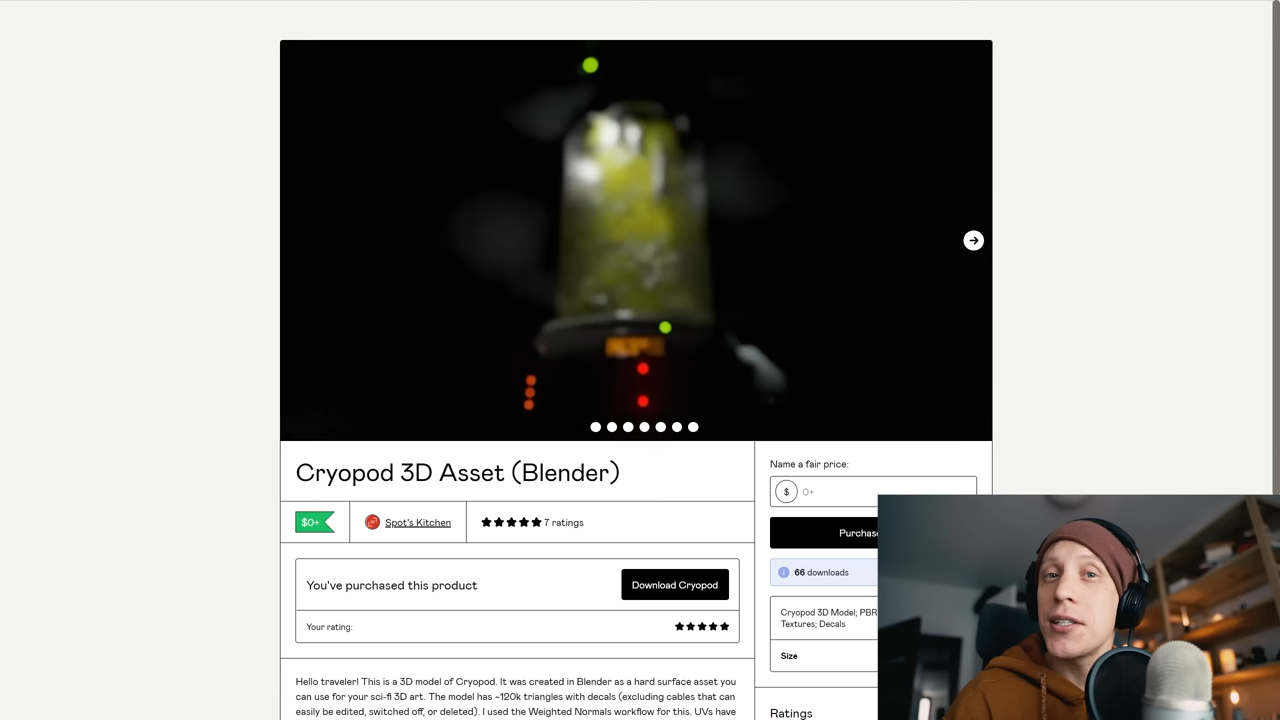 Cryopod 3D Asset (Blender)
$0+
Spot's Kitchen
7 ratings
You've purchased this product
Download Cryopod
Your rating:
Hello traveler! This is a 3D model of Cryopod. It was created in Blender as a hard surface asset you
can use for your sci-fi 3D art. The model has ~120k triangles with decals (excluding cables that can
easily be edited, switched off, or deleted). I used the Weighted Normals workflow for this. UVs have
Name a fair price:
$ 0+
Purchas
66 downloads
Cryopod 3D Model; PBR
Textures; Decals
Size
Ratings